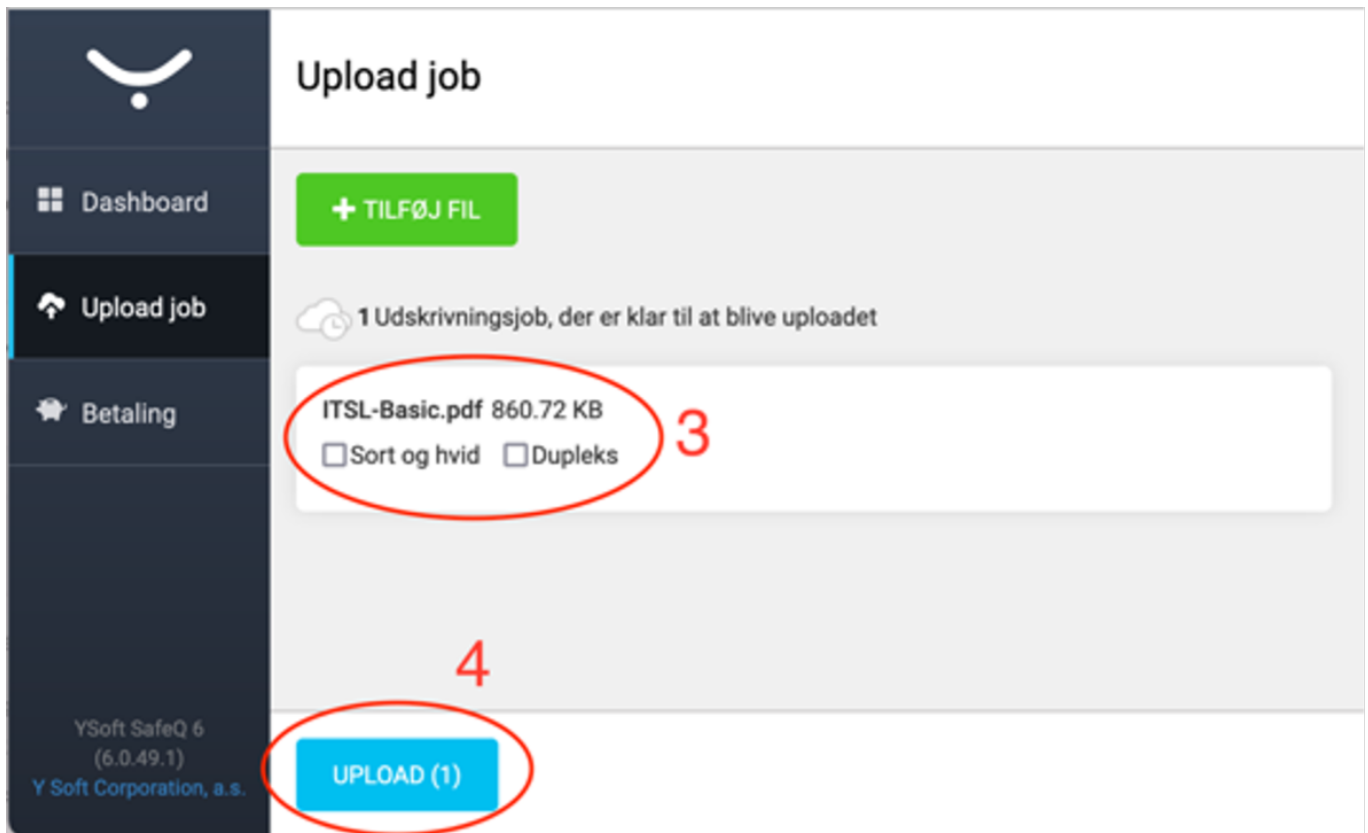 Upload job
Dashboard
Upload job
Betaling
YSoft SafeQ 6
(6.0.49.1)
Y Soft Corporation, a.s.
+ TILFØJ FIL
1 Udskrivningsjob, der er klar til at blive uploadet
ITSL-Basic.pdf 860.72 KB
Sort og hvid Dupleks
3
4
UPLOAD (1)